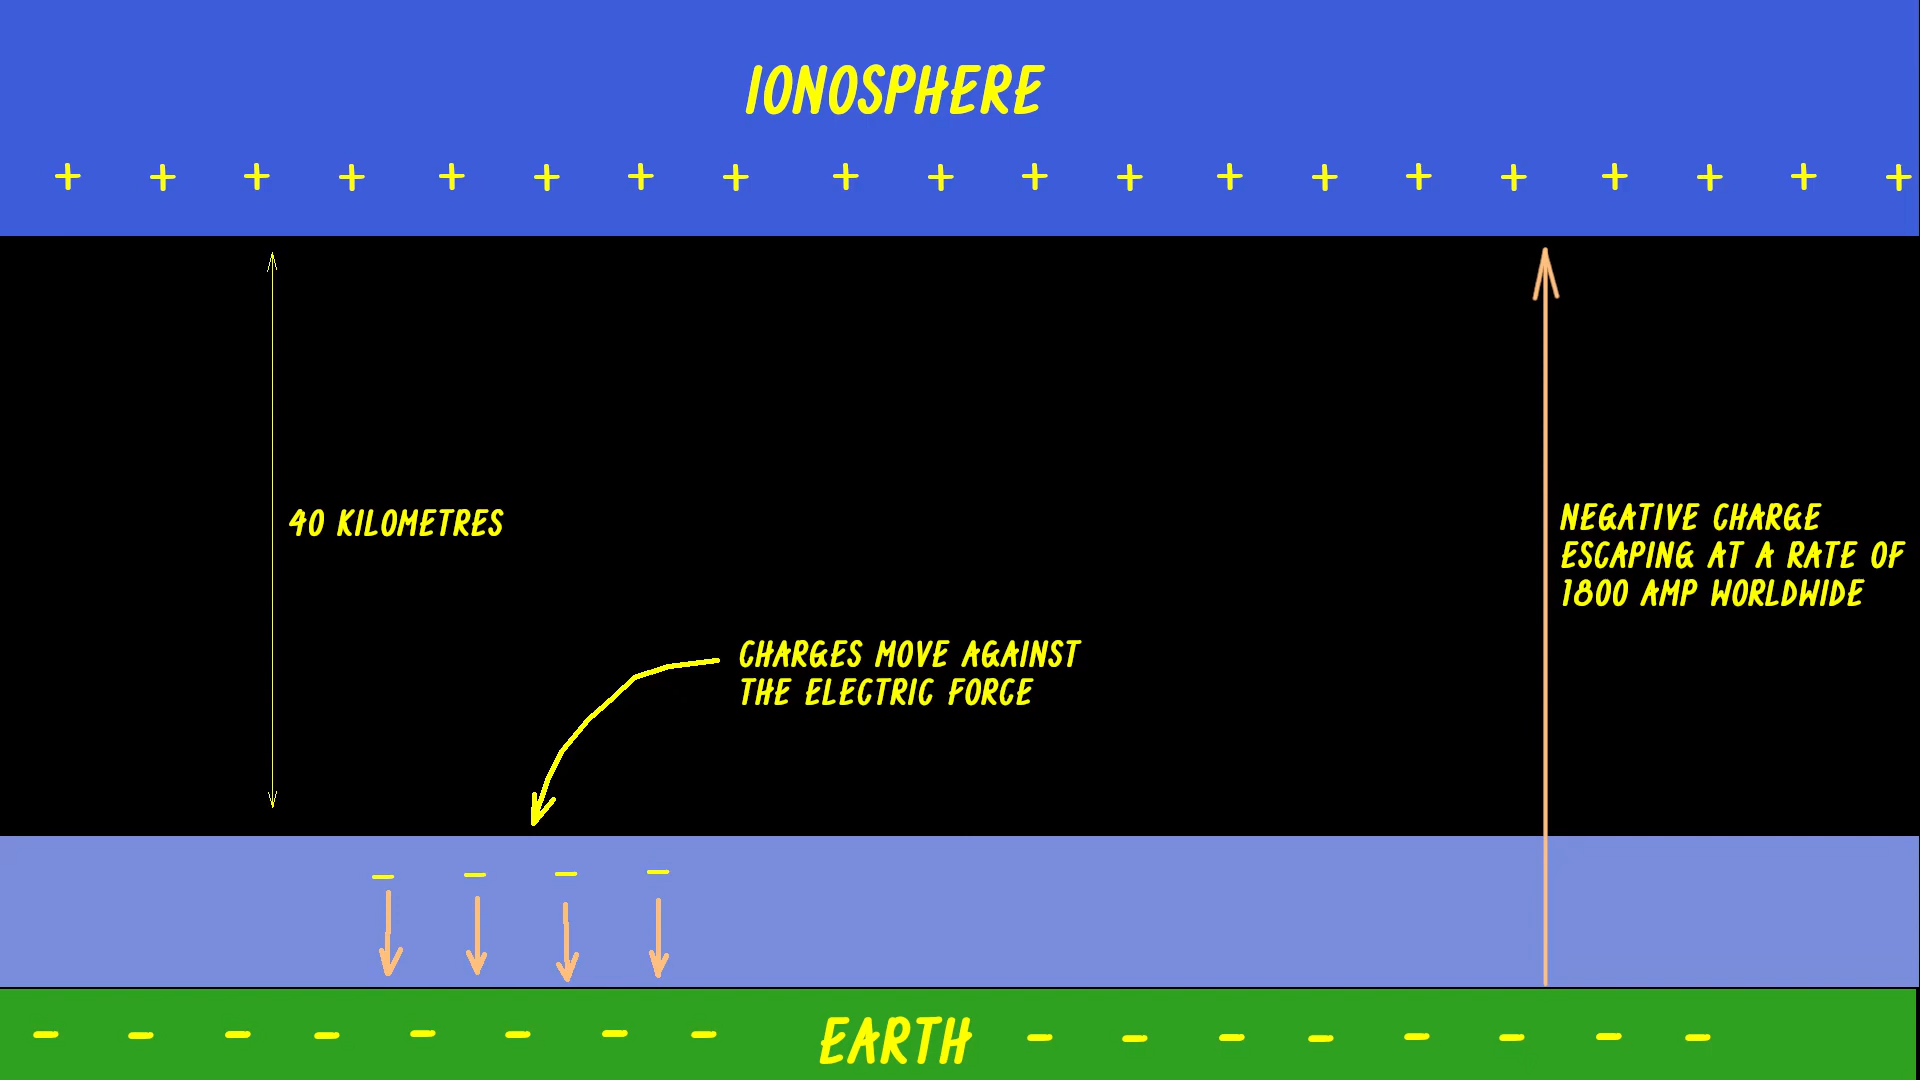 IONOSPHERE
+ + + + + + + + + + + + + + + + + + + +
40 KILOMETRES
NEGATIVE CHARGE
ESCAPING AT A RATE OF
1800 AMP WORLDWIDE
CHARGES MOVE AGAINST
THE ELECTRIC FORCE
- - - -
- - - - - - - - EARTH - - - - - - - -